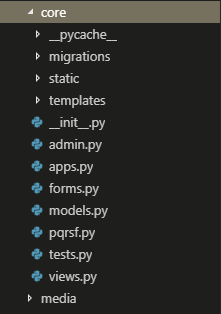 core
__pycache__
migrations
static
templates
__init__.py
admin.py
apps.py
forms.py
models.py
pqrsf.py
tests.py
views.py
media